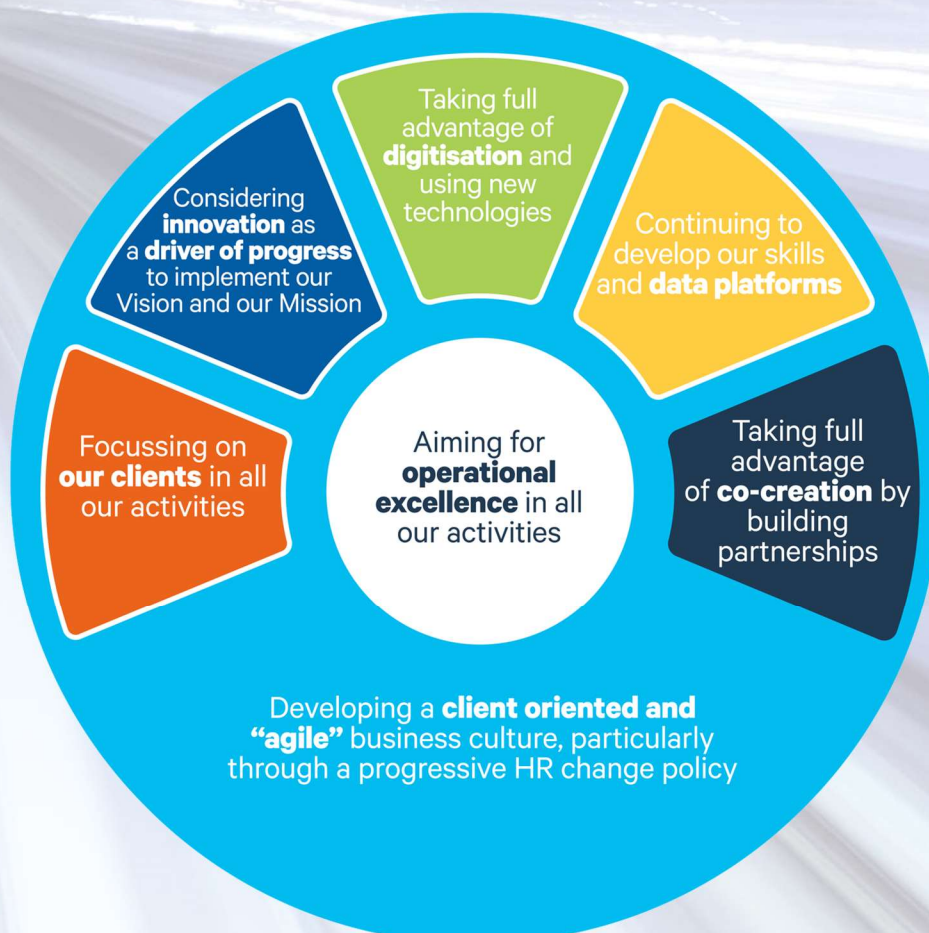 Taking full
advantage of
digitisation and
using new
technologies
Considering
innovation as
a driver of progress
to implement our
Vision and our Mission
Continuing to
develop our skills
and data platforms
Focussing on
our clients in all
our activities
Aiming for
operational
excellence in all
our activities
Taking full
advantage
of co-creation by
building
partnerships
Developing a client oriented and
“agile” business culture, particularly
through a progressive HR change policy